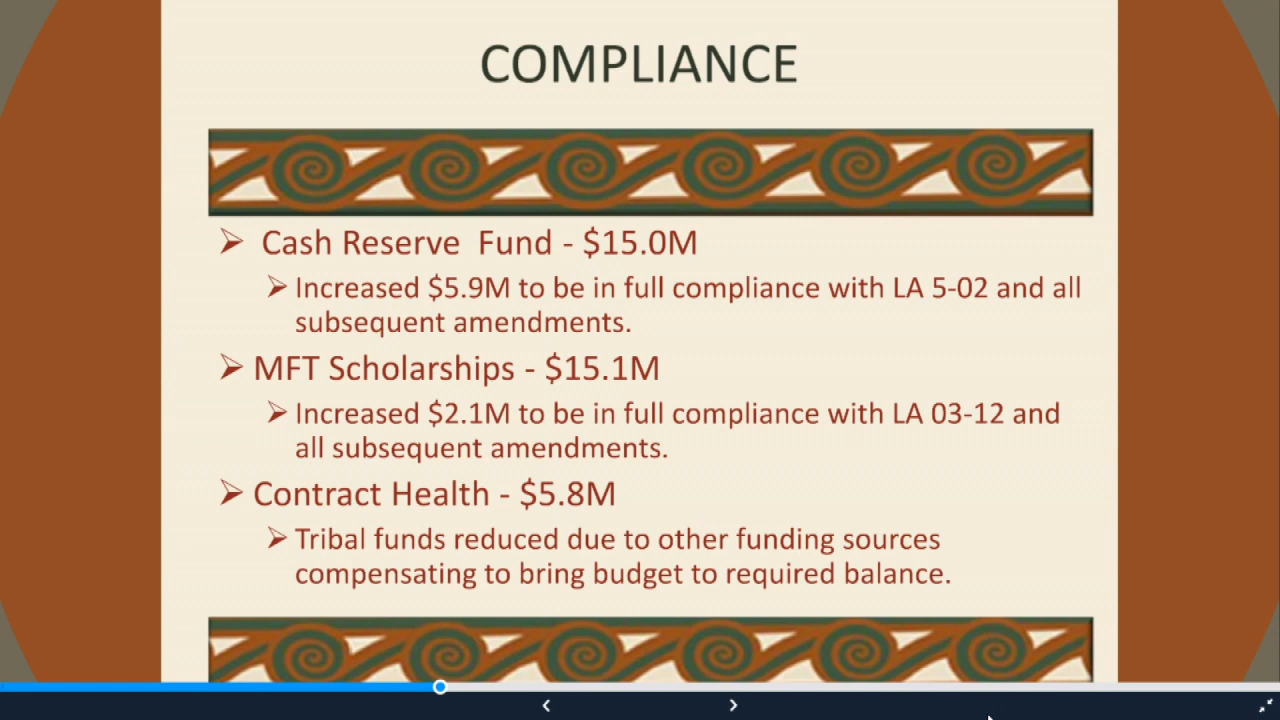 COMPLIANCE
Cash Reserve Fund - $15.0M
Increased $5.9M to be in full compliance with LA 5-02 and all
subsequent amendments.
MFT Scholarships - $15.1M
Increased $2.1M to be in full compliance with LA 03-12 and
all subsequent amendments.
Contract Health - $5.8M
Tribal funds reduced due to other funding sources
compensating to bring budget to required balance.